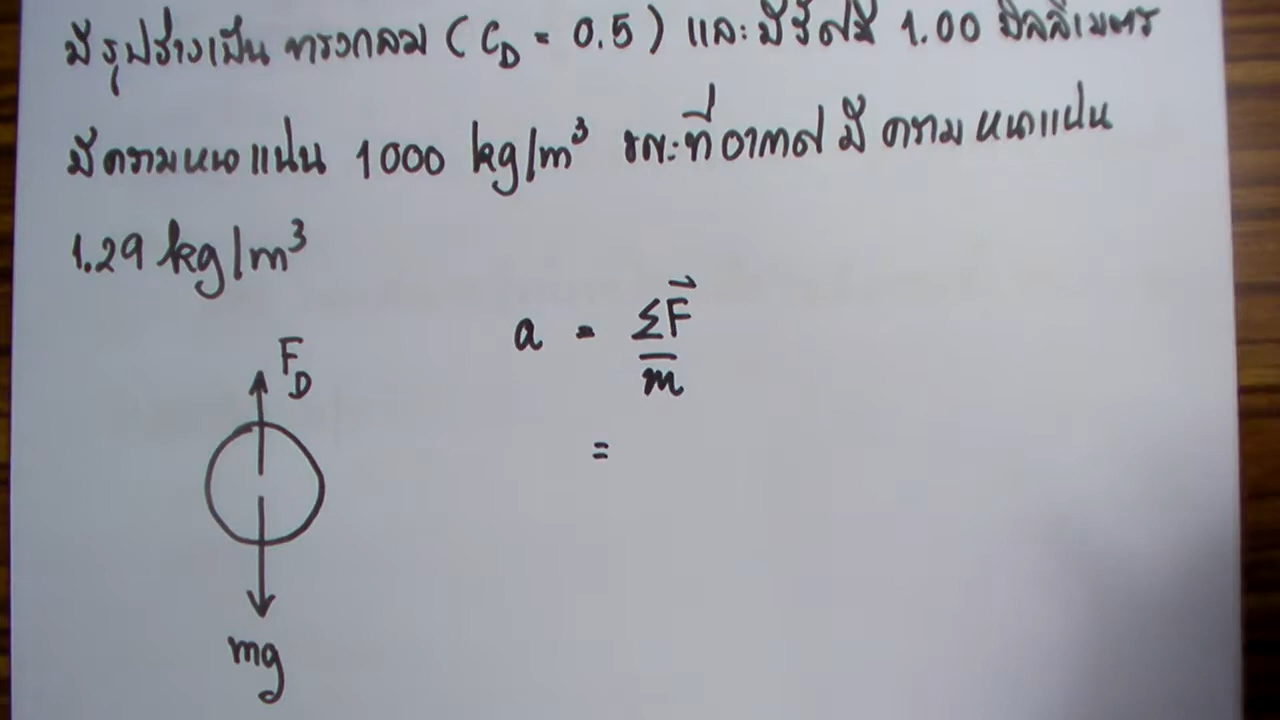 มีรูปร่างเป็น ทรงกลม (C_D = 0.5) และมีรัศมี 1.00 มิลลิเมตร
มีความหนาแน่น 1000 kg/m³ ขณะที่อากาศ มี ความหนาแน่น
1.29 kg/m³
a = ΣF⃗
m
=
F_D
mg